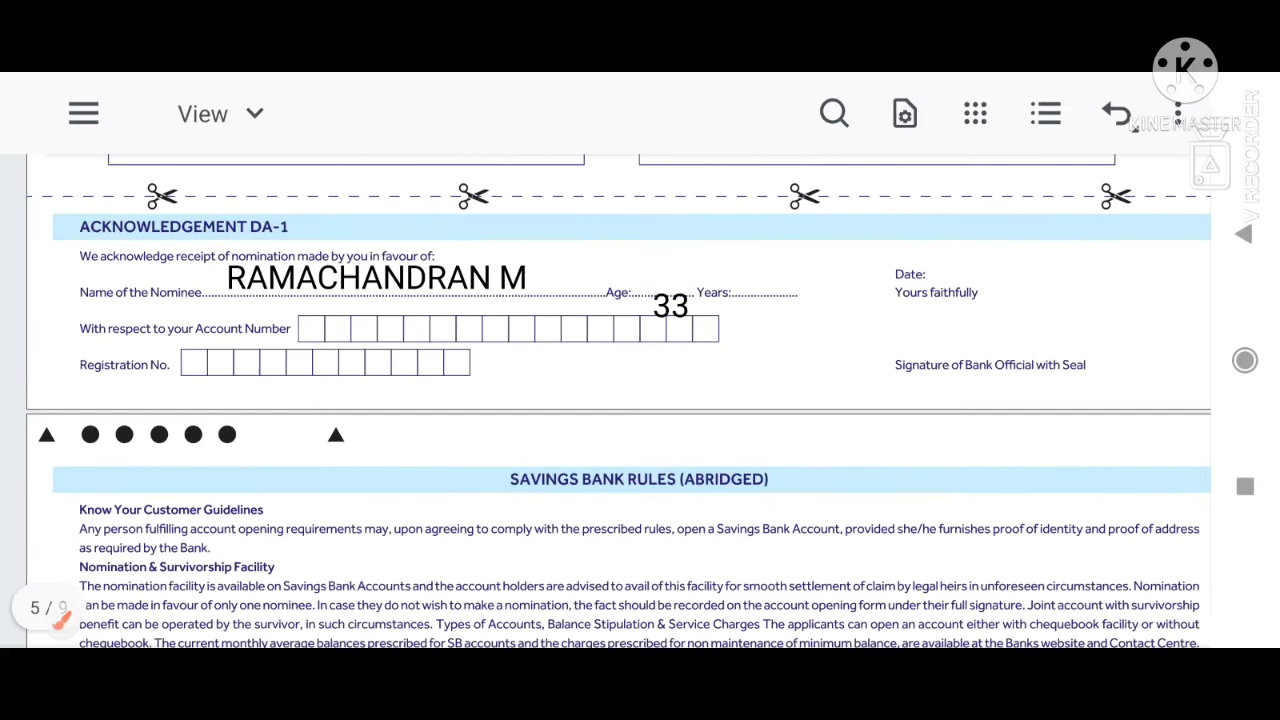 K
KINEMASTER
V RECORDER
View
ACKNOWLEDGEMENT DA-1
We acknowledge receipt of nomination made by you in favour of:
RAMACHANDRAN M
Name of the Nominee............Age:............ Years:............
33
Date:
Yours faithfully
With respect to your Account Number
Registration No.
Signature of Bank Official with Seal
SAVINGS BANK RULES (ABRIDGED)
Know Your Customer Guidelines
Any person fulfilling account opening requirements may, upon agreeing to comply with the prescribed rules, open a Savings Bank Account, provided she/he furnishes proof of identity and proof of address
as required by the Bank.
Nomination & Survivorship Facility
The nomination facility is available on Savings Bank Accounts and the account holders are advised to avail of this facility for smooth settlement of claim by legal heirs in unforeseen circumstances. Nomination
an be made in favour of only one nominee. In case they do not wish to make a nomination, the fact should be recorded on the account opening form under their full signature. Joint account with survivorship
benefit can be operated by the survivor, in such circumstances. Types of Accounts, Balance Stipulation & Service Charges The applicants can open an account either with chequebook facility or without
chequebook. The current monthly average balances prescribed for SB accounts and the charges prescribed for non maintenance of minimum balance, are available at the Banks website and Contact Centre.
5 / 9